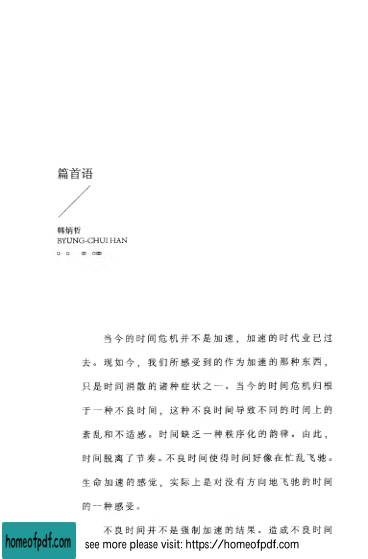 篇首语
韩炳哲
BYUNG-CHUI HAN
当今的时间危机并不是加速，加速的时代业已过
去。现如今，我们所感受到的作为加速的那种东西，
只是时间消散的诸种症状之一。当今的时间危机归根
于一种不良时间，这种不良时间导致不同的时间上的
紊乱和不适感。时间缺乏一种秩序化的韵律。由此，
时间脱离了节奏。不良时间使得时间好像在忙乱飞驰。
生命加速的感觉，实际上是对没有方向地飞驰的时间
的一种感受。
不良时间并不是强制加速的结果。造成不良时间
homeofpdf.com
see more please visit: https://homeofpdf.com